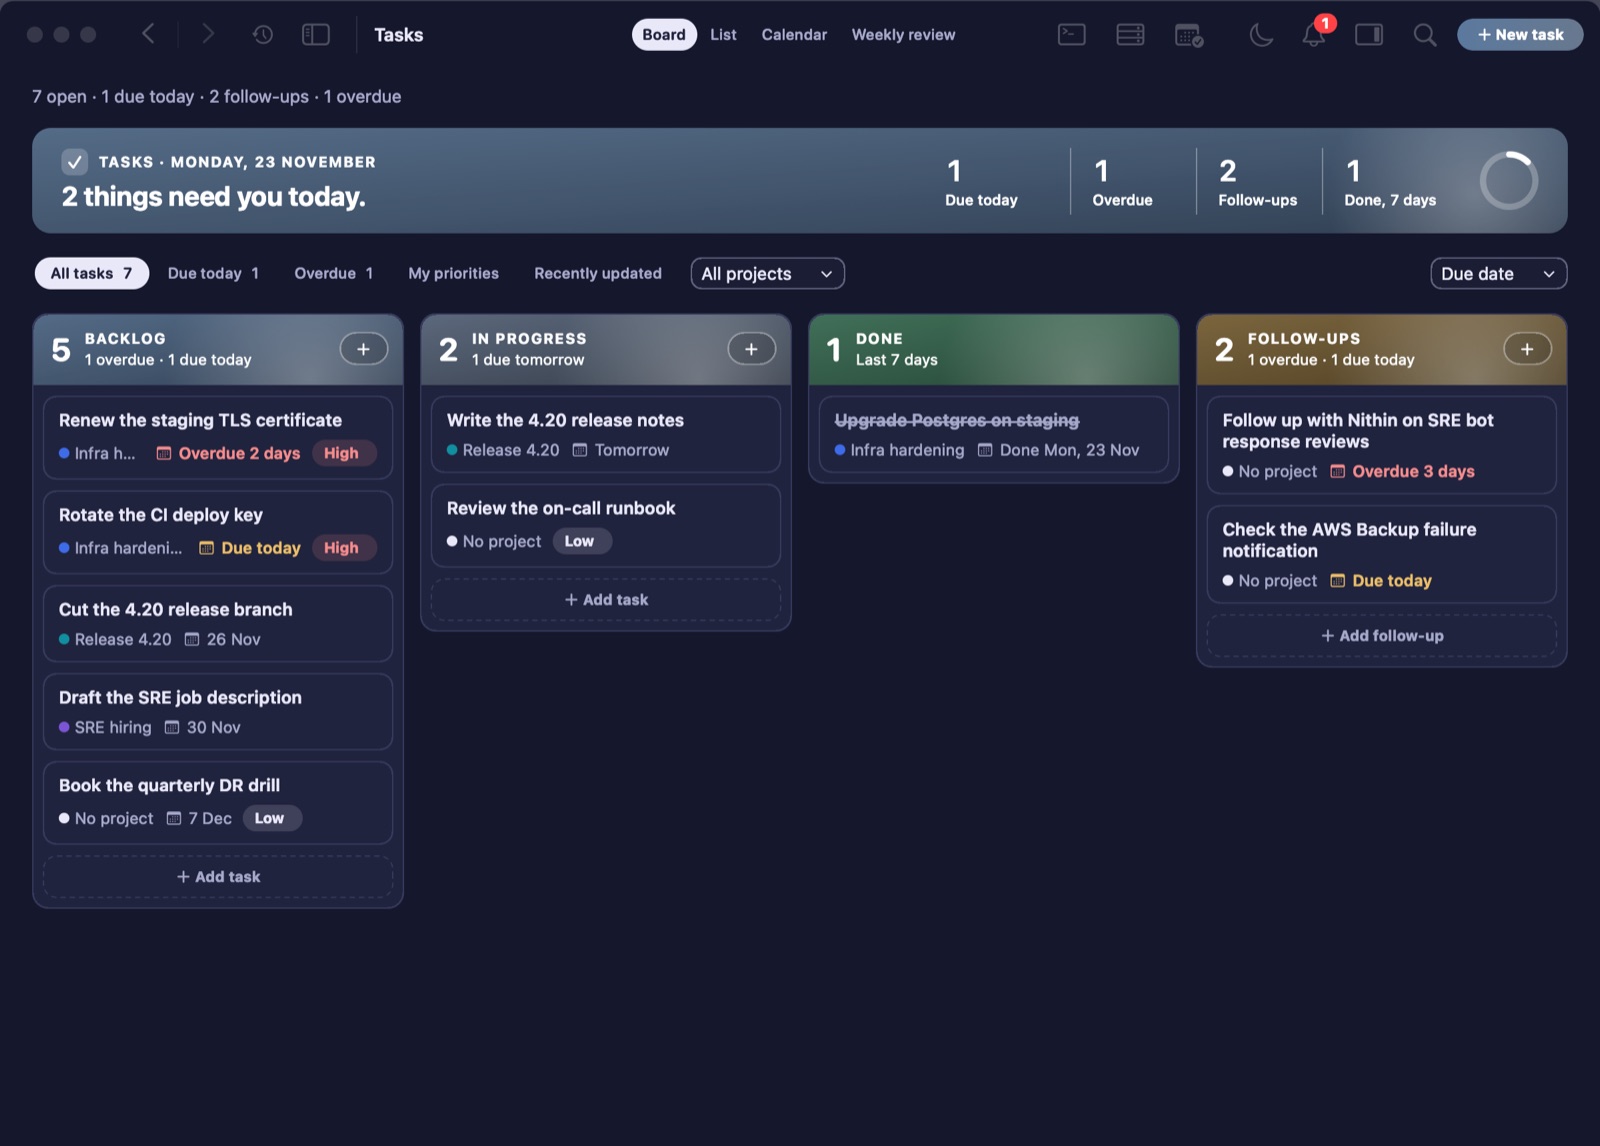 Tasks
Board List Calendar Weekly review
1
+ New task
7 open · 1 due today · 2 follow-ups · 1 overdue
TASKS · MONDAY, 23 NOVEMBER
2 things need you today.
1
Due today
1
Overdue
2
Follow-ups
1
Done, 7 days
All tasks 7 Due today 1 Overdue 1 My priorities Recently updated All projects Due date
5 BACKLOG
1 overdue · 1 due today
+
Renew the staging TLS certificate
Infra h... Overdue 2 days High
Rotate the CI deploy key
Infra hardeni... Due today High
Cut the 4.20 release branch
Release 4.20 26 Nov
Draft the SRE job description
SRE hiring 30 Nov
Book the quarterly DR drill
No project 7 Dec Low
+ Add task
2 IN PROGRESS
1 due tomorrow
+
Write the 4.20 release notes
Release 4.20 Tomorrow
Review the on-call runbook
No project Low
+ Add task
1 DONE
Last 7 days
Upgrade Postgres on staging
Infra hardening Done Mon, 23 Nov
2 FOLLOW-UPS
1 overdue · 1 due today
+
Follow up with Nithin on SRE bot
response reviews
No project Overdue 3 days
Check the AWS Backup failure
notification
No project Due today
+ Add follow-up